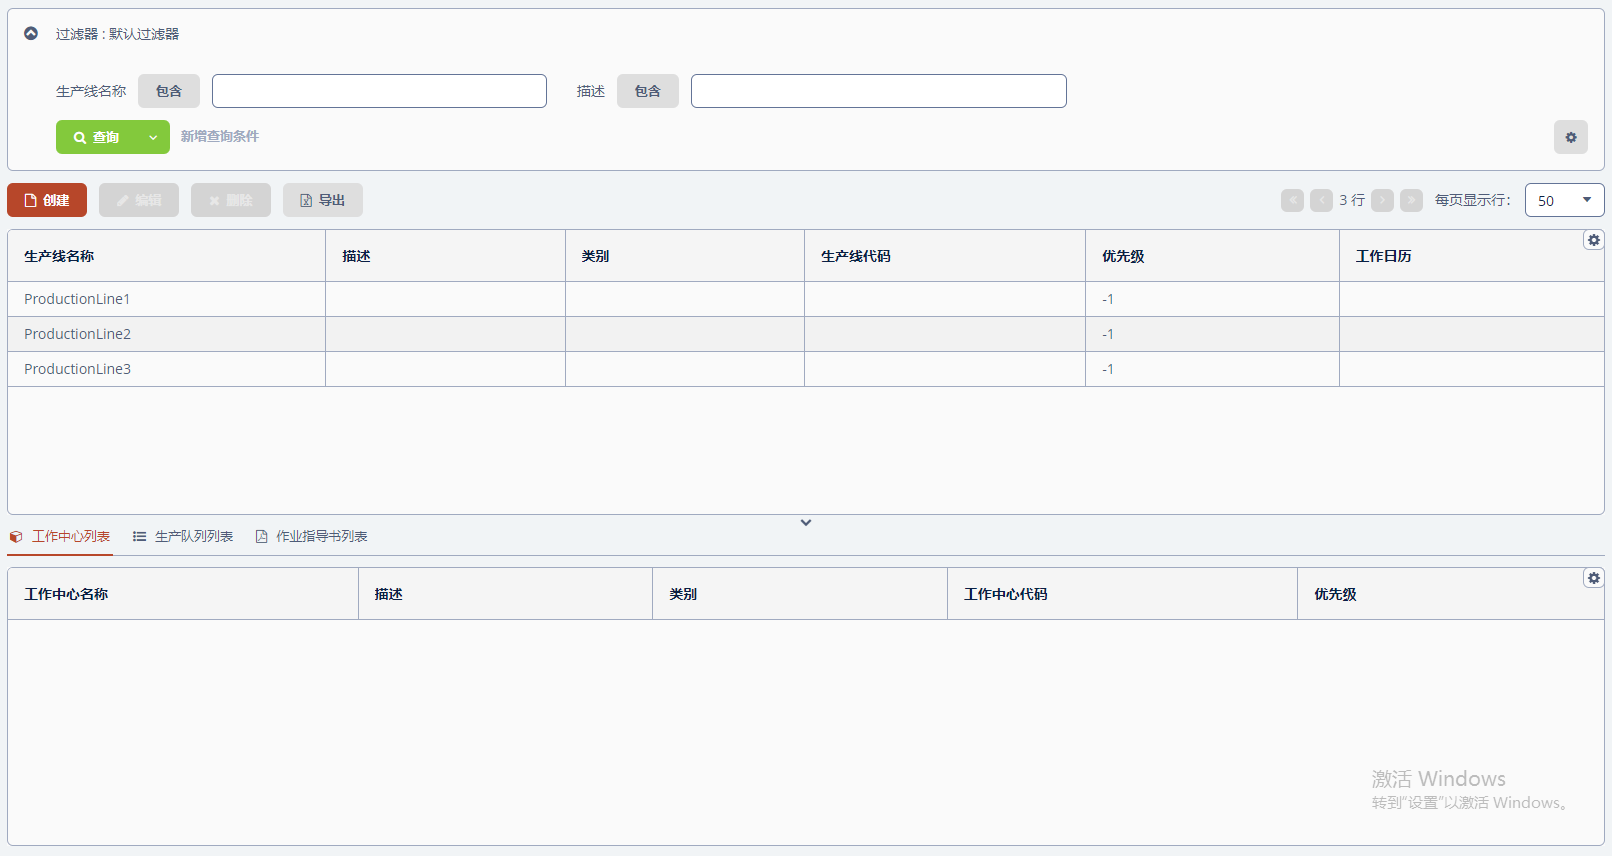 过滤器 : 默认过滤器
生产线名称 包含 描述 包含
查询 新增查询条件
创建 编辑 删除 导出 3 行 每页显示行： 50
生产线名称 描述 类别 生产线代码 优先级 工作日历
ProductionLine1 -1
ProductionLine2 -1
ProductionLine3 -1
工作中心列表 生产队列列表 作业指导书列表
工作中心名称 描述 类别 工作中心代码 优先级
激活 Windows
转到"设置"以激活 Windows。